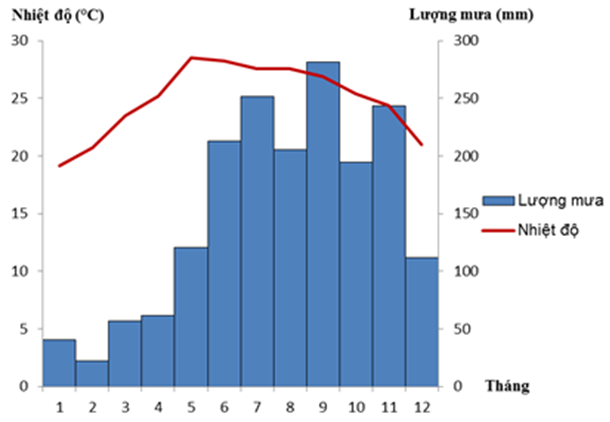 Nhiệt độ (°C)
Lượng mưa (mm)
30
25
20
15
10
5
0
300
250
200
150
100
50
0
Lượng mưa
Nhiệt độ
1 2 3 4 5 6 7 8 9 10 11 12
Tháng